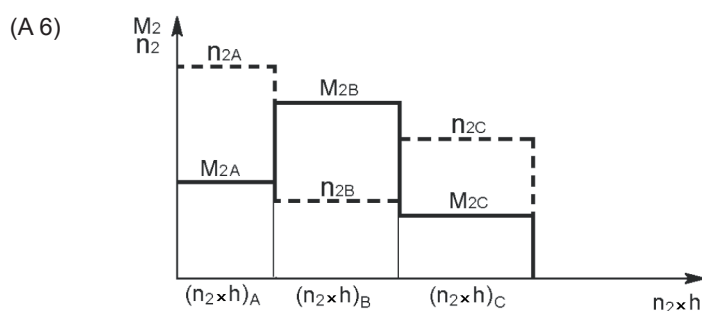 (A 6)
M2
n2
n2A
M2B
n2C
M2A
n2B
M2C
(n2×h)A (n2×h)B (n2×h)C
n2×h